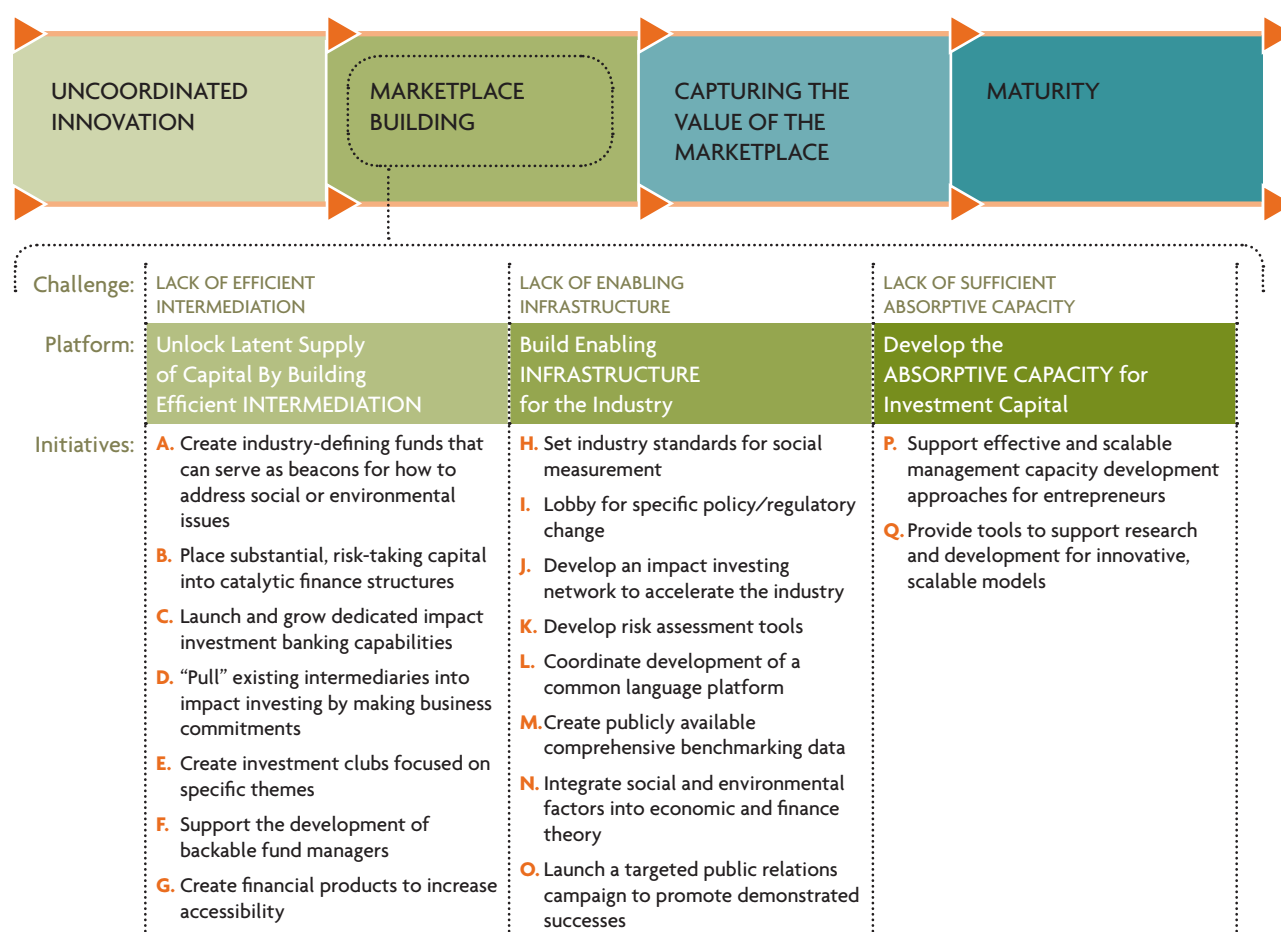 UNCOORDINATED
INNOVATION
MARKETPLACE
BUILDING
CAPTURING THE
VALUE OF THE
MARKETPLACE
MATURITY
Challenge:
LACK OF EFFICIENT
INTERMEDIATION
LACK OF ENABLING
INFRASTRUCTURE
LACK OF SUFFICIENT
ABSORPTIVE CAPACITY
Platform:
Unlock Latent Supply
of Capital By Building
Efficient INTERMEDIATION
Build Enabling
INFRASTRUCTURE
for the Industry
Develop the
ABSORPTIVE CAPACITY for
Investment Capital
Initiatives:
A. Create industry-defining funds that
can serve as beacons for how to
address social or environmental
issues
B. Place substantial, risk-taking capital
into catalytic finance structures
C. Launch and grow dedicated impact
investment banking capabilities
D. “Pull” existing intermediaries into
impact investing by making business
commitments
E. Create investment clubs focused on
specific themes
F. Support the development of
backable fund managers
G. Create financial products to increase
accessibility
H. Set industry standards for social
measurement
I. Lobby for specific policy/regulatory
change
J. Develop an impact investing
network to accelerate the industry
K. Develop risk assessment tools
L. Coordinate development of a
common language platform
M. Create publicly available
comprehensive benchmarking data
N. Integrate social and environmental
factors into economic and finance
theory
O. Launch a targeted public relations
campaign to promote demonstrated
successes
P. Support effective and scalable
management capacity development
approaches for entrepreneurs
Q. Provide tools to support research
and development for innovative,
scalable models